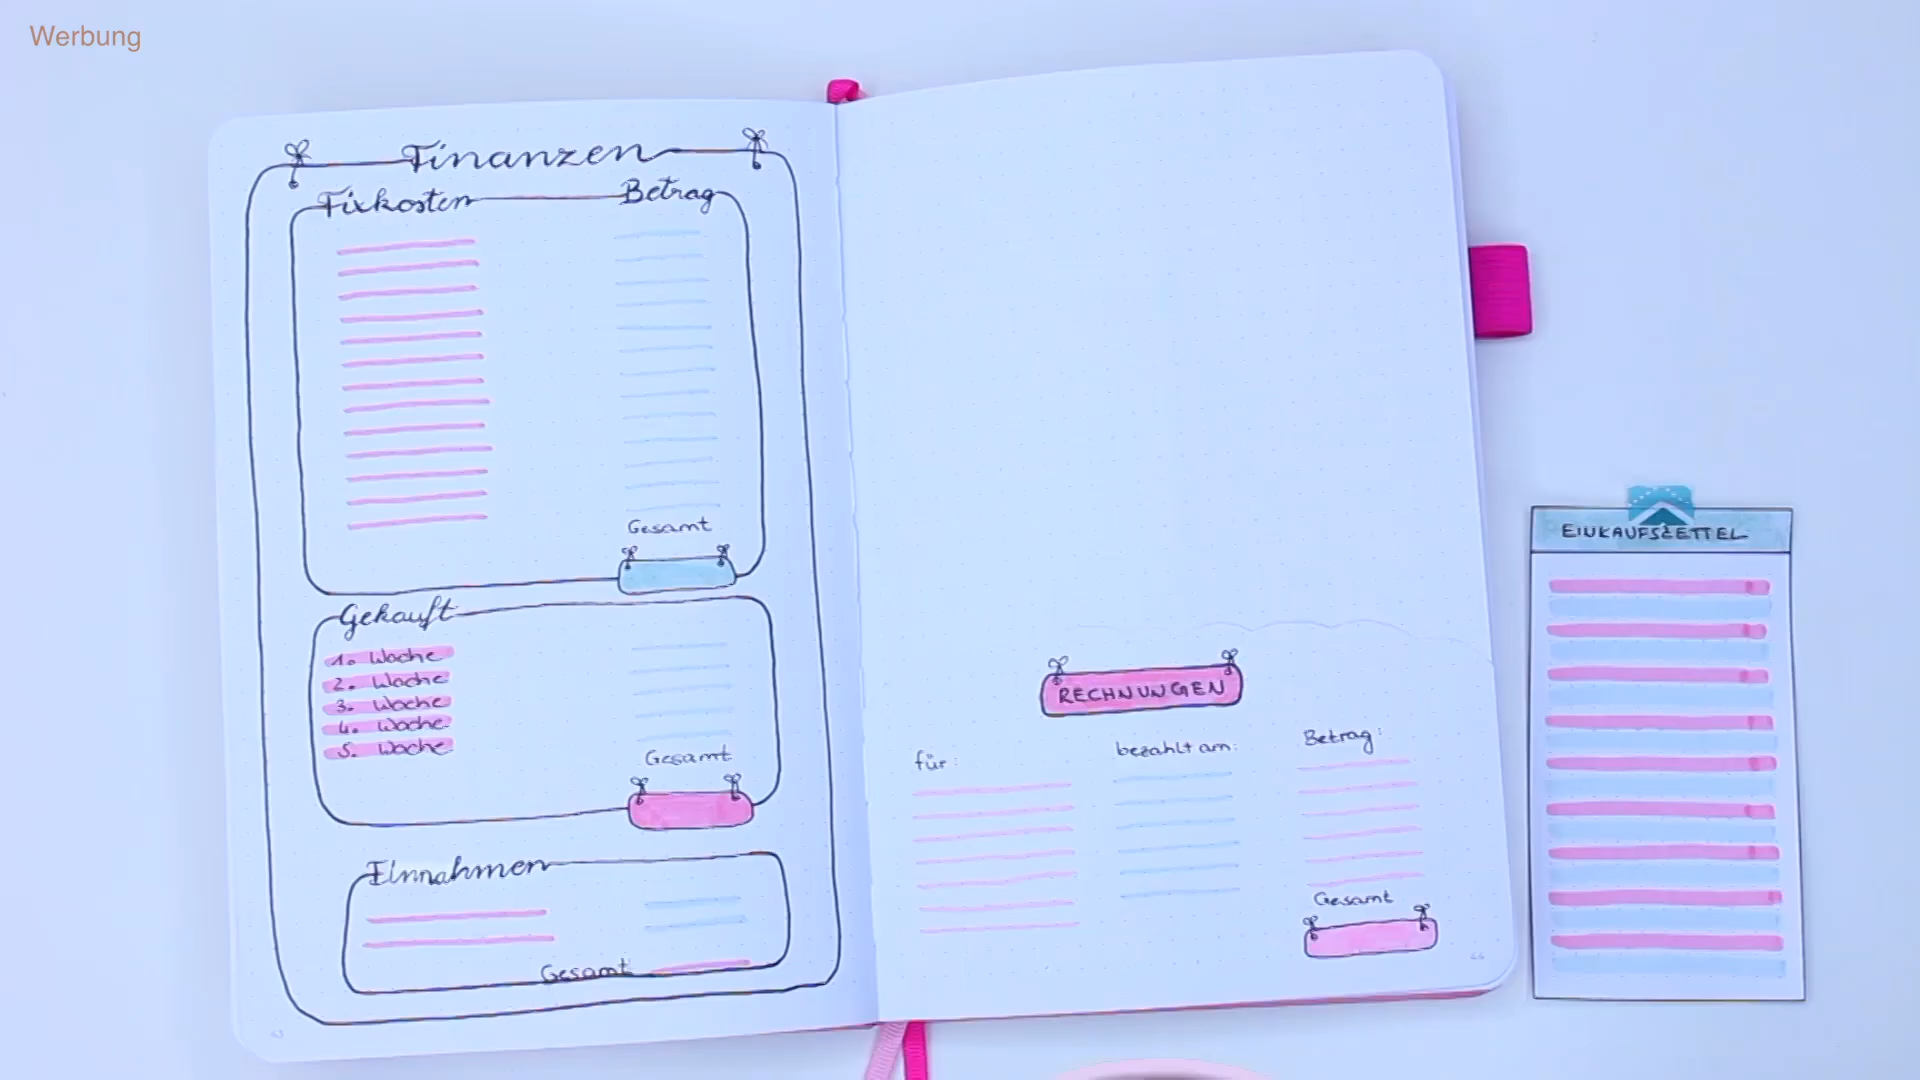 Werbung
Finanzen
Fixkosten Betrag
Gesamt
Gekauft
1. Woche
2. Woche
3. Woche
4. Woche
5. Woche
Gesamt
Einnahmen
Gesamt
RECHNUNGEN
für: bezahlt am: Betrag:
Gesamt
EINKAUFSZETTEL